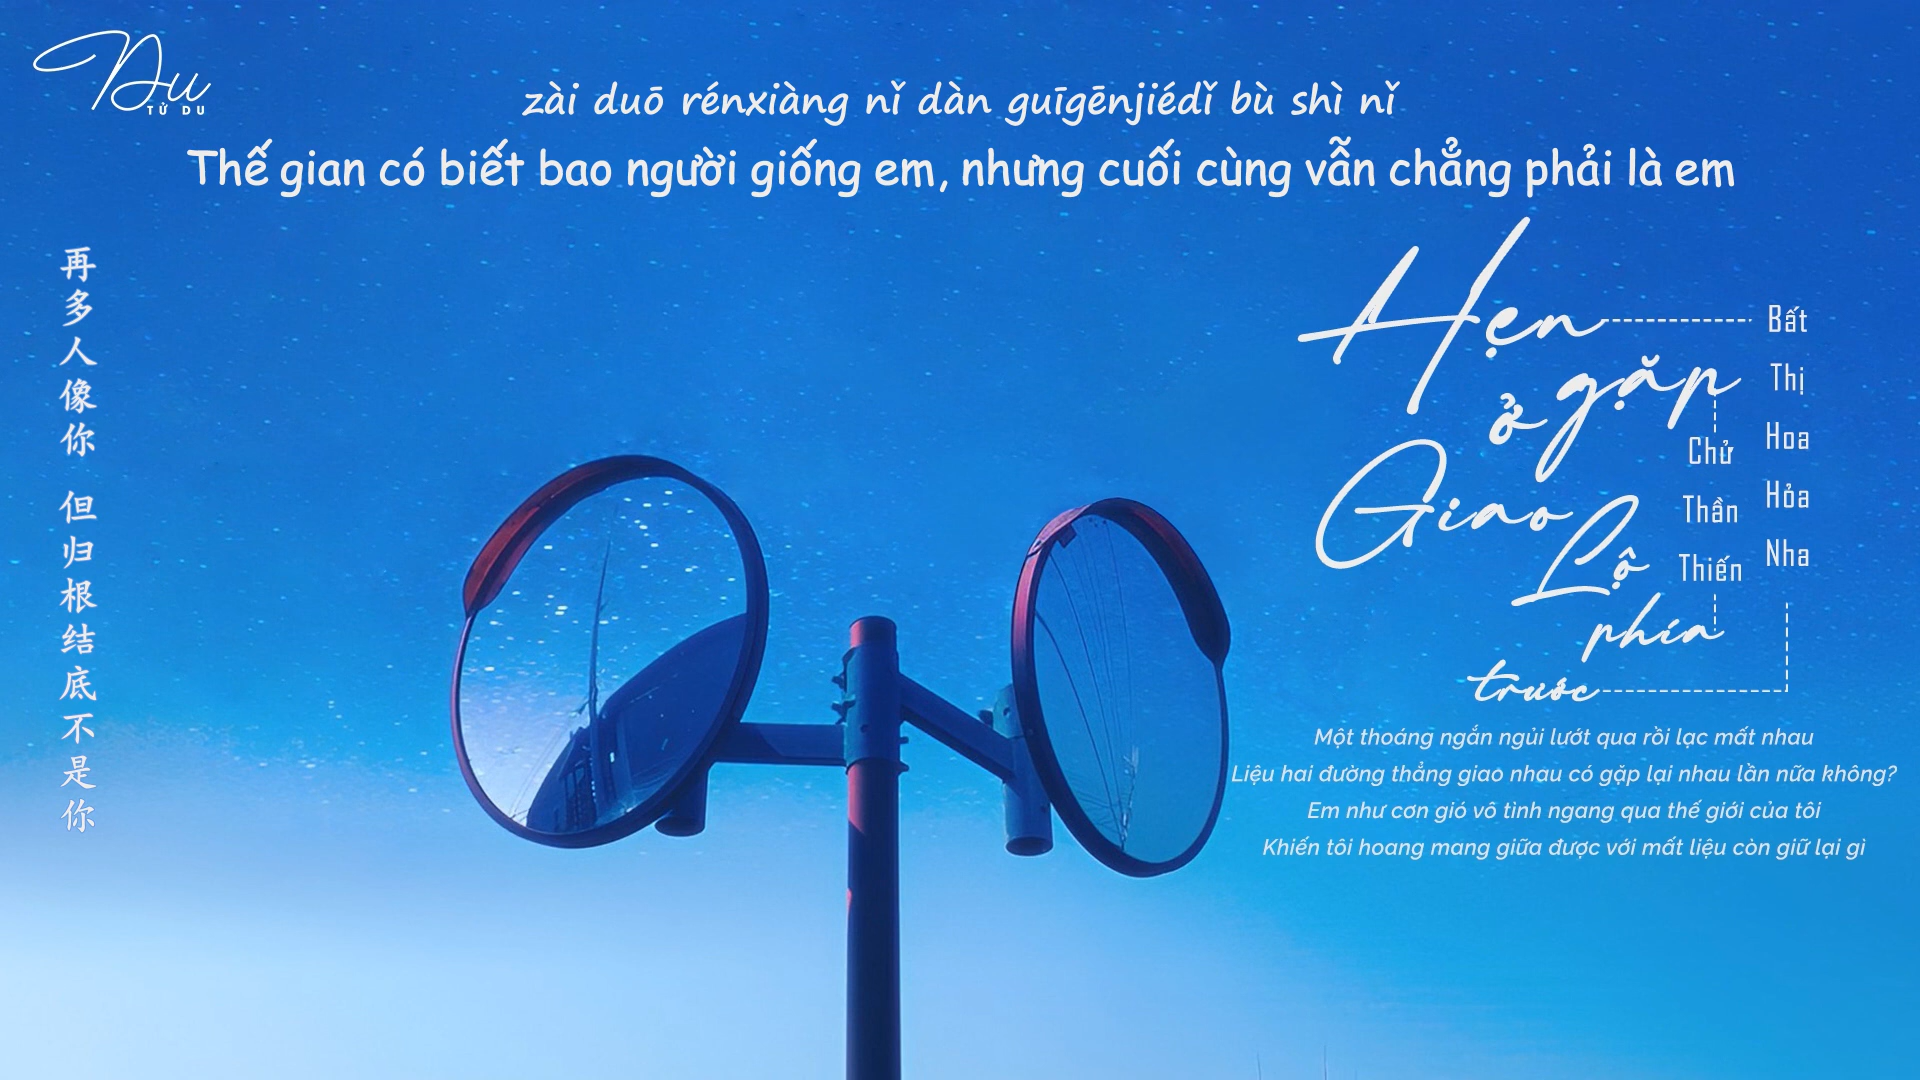 Du
TỬ DU
zài duō rénxiàng nǐ dàn guīgēnjiédǐ bù shì nǐ
Thế gian có biết bao người giống em, nhưng cuối cùng vẫn chẳng phải là em
再多人像你 但归根结底不是你
Hẹn
gặp
ở
Giao
Lộ
phía
trước
Bất
Thị
Hoa
Hỏa
Nha
Chử
Thần
Thiến
Một thoáng ngắn ngủi lướt qua rồi lạc mất nhau
Liệu hai đường thẳng giao nhau có gặp lại nhau lần nữa không?
Em như cơn gió vô tình ngang qua thế giới của tôi
Khiến tôi hoang mang giữa được với mất liệu còn giữ lại gì